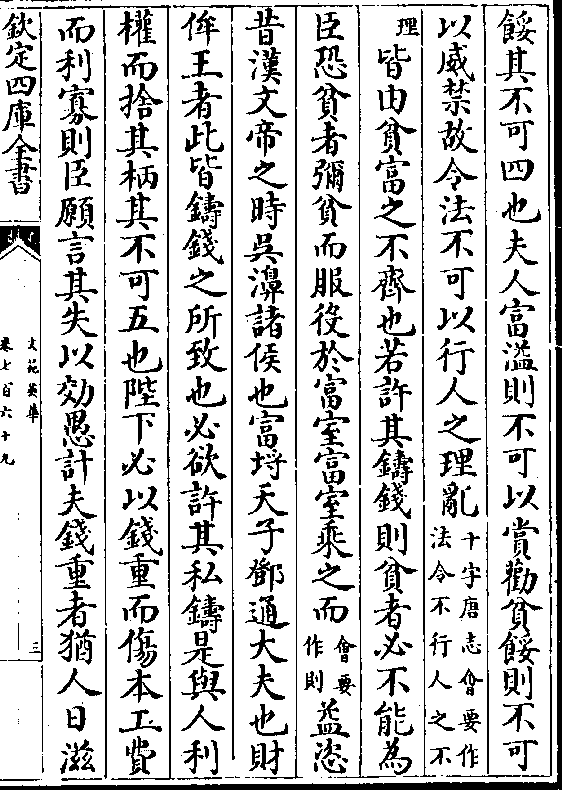 餒其不可四也夫人富溢則不可以賞勸貧餒則不可
以威禁故令法不可以行人之理亂十字唐志會要作法令不行人之不
理皆由貧富之不齊也若許其鑄錢則貧者必不能為
臣恐貧者彌貧而服役於富室富室乘之而會要作則益恣
昔漢文帝之時吳濞諸侯也富埒天子鄧通大夫也財
侔王者此皆鑄錢之所致也必欲許其私鑄是與人利
權而捨其柄其不可五也陛下必以錢重而傷本工費
而利寡則臣願言其失以効愚計夫錢重者猶人日滋
欽定四庫全書
文苑英華
卷七百六十九
三